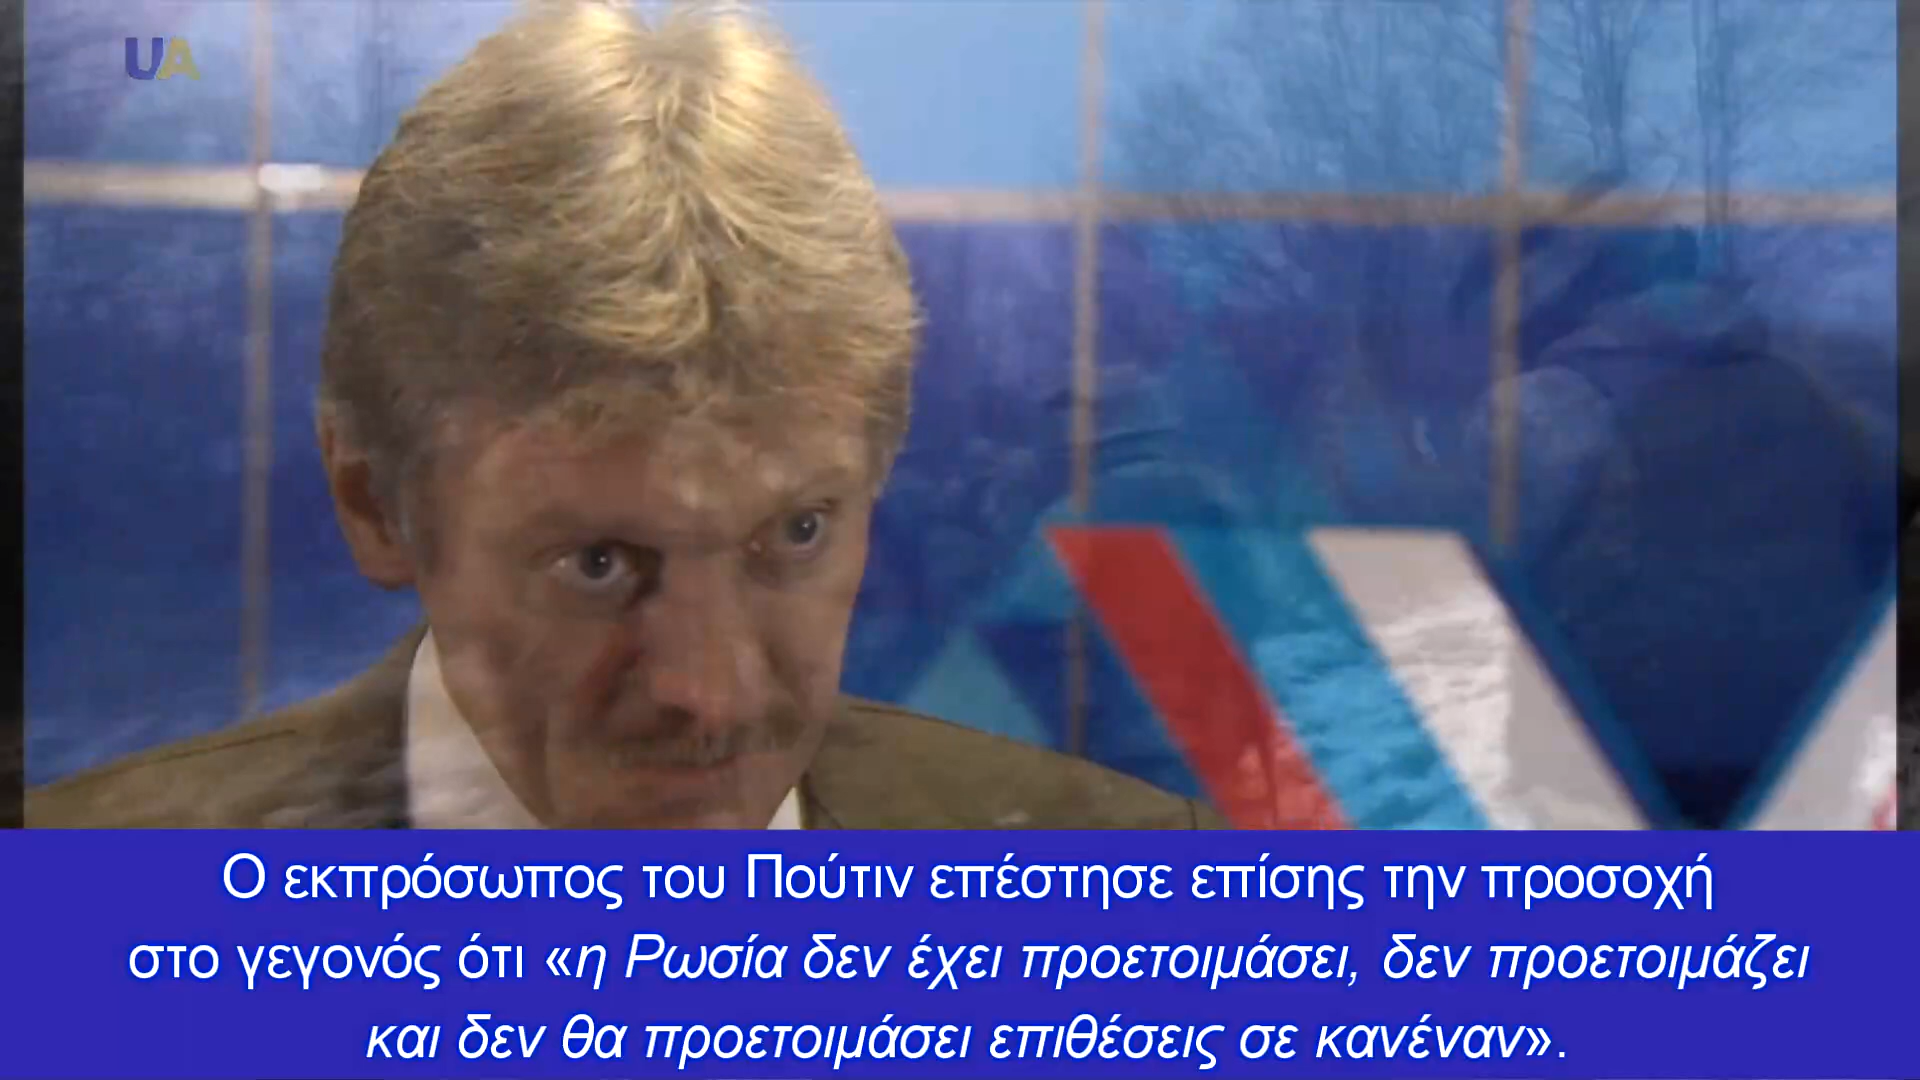 UA
Ο εκπρόσωπος του Πούτιν επέστησε επίσης την προσοχή
στο γεγονός ότι «η Ρωσία δεν έχει προετοιμάσει, δεν προετοιμάζει
και δεν θα προετοιμάσει επιθέσεις σε κανέναν».